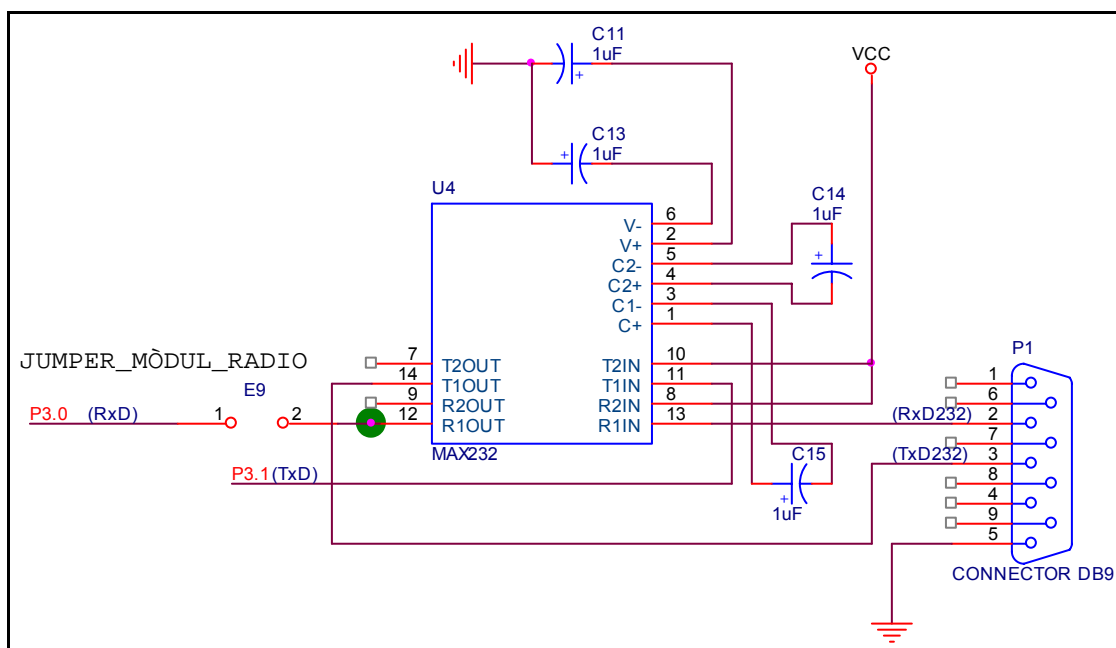 C11
1uF
VCC
C13
1uF
U4
C14
1uF
V- 6
V+ 2
C2- 5
C2+ 4
C1- 3
C+ 1
+
+
+
+
JUMPER_MÒDUL_RADIO
E9
P3.0 (RxD) 1 2
7 T2OUT T2IN 10
14 T1OUT T1IN 11
9 R2OUT R2IN 8
12 R1OUT R1IN 13
MAX232
P3.1 (TxD)
C15
1uF
(RxD232)
(TxD232)
P1
1
6
2
7
3
8
4
9
5
CONNECTOR DB9